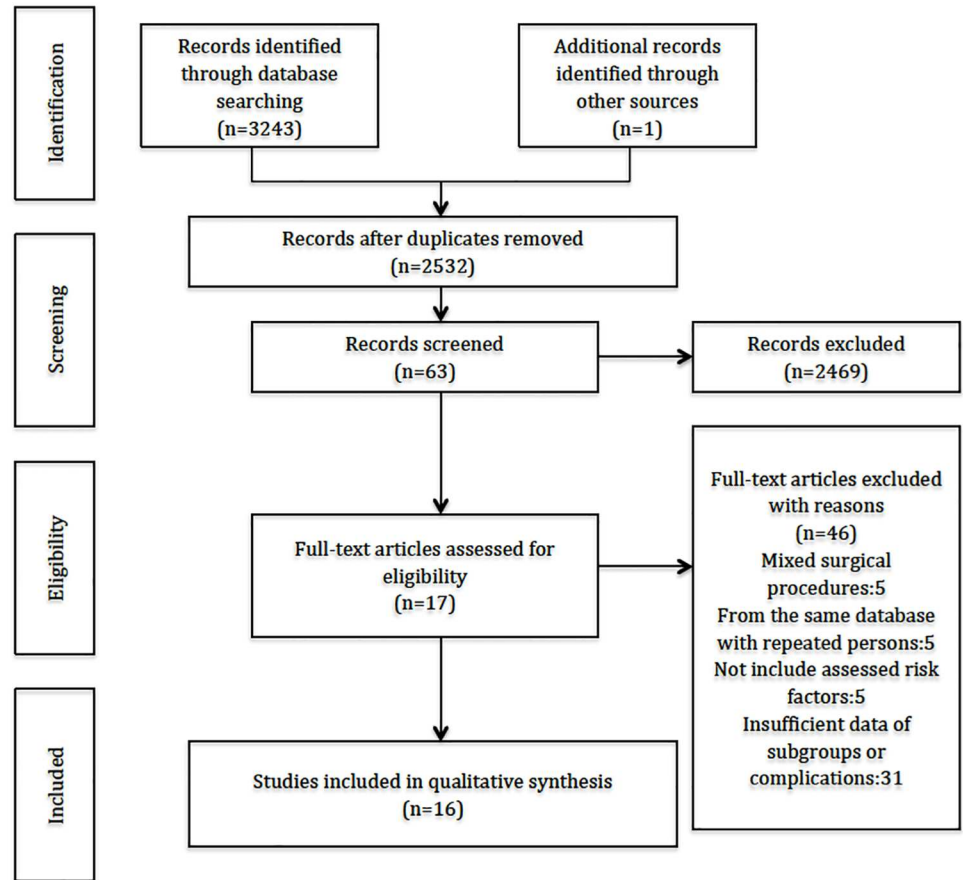 Identification
Records identified
through database
searching
(n=3243)
Additional records
identified through
other sources
(n=1)
Screening
Records after duplicates removed
(n=2532)
Records screened
(n=63)
Records excluded
(n=2469)
Eligibility
Full-text articles assessed for
eligibility
(n=17)
Full-text articles excluded
with reasons
(n=46)
Mixed surgical
procedures:5
From the same database
with repeated persons:5
Not include assessed risk
factors:5
Insufficient data of
subgroups or
complications:31
Included
Studies included in qualitative synthesis
(n=16)